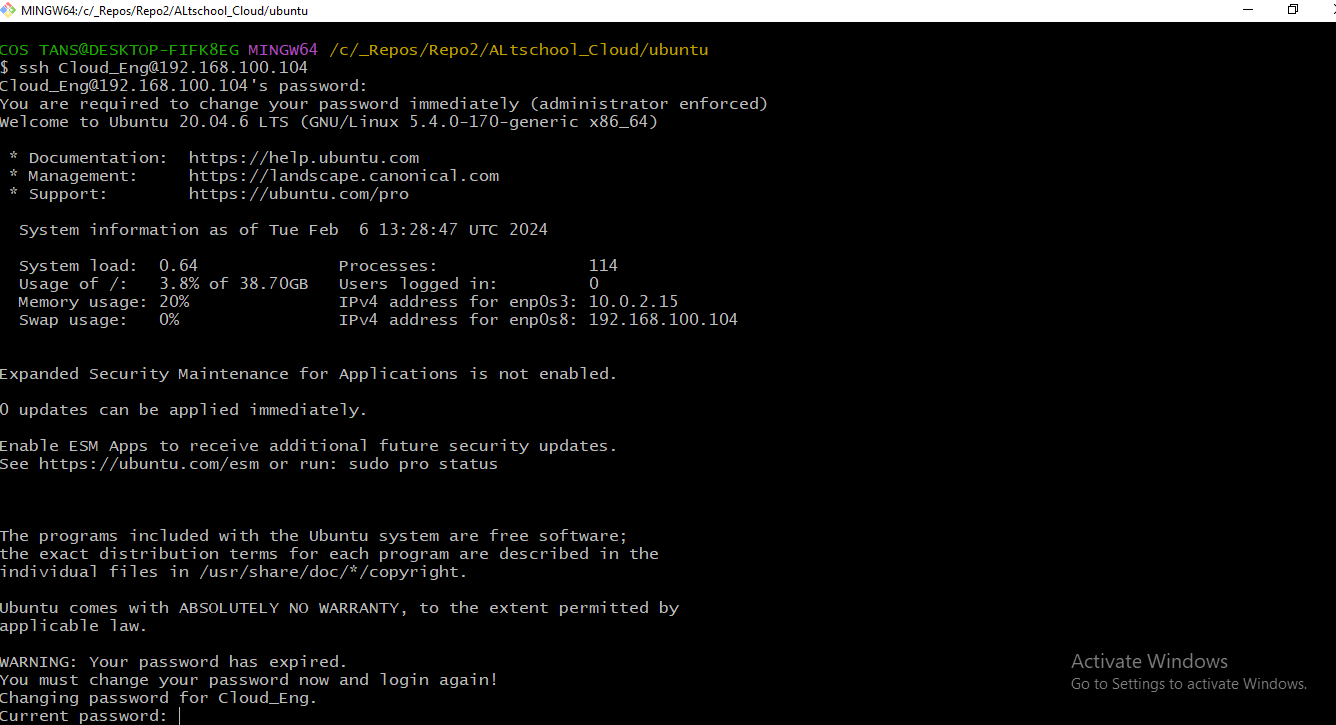 MINGW64:/c/_Repos/Repo2/ALtschool_Cloud/ubuntu
COS TANS@DESKTOP-FIFK8EG MINGW64 /c/_Repos/Repo2/ALtschool_Cloud/ubuntu
$ ssh Cloud_Eng@192.168.100.104
Cloud_Eng@192.168.100.104's password:
You are required to change your password immediately (administrator enforced)
Welcome to Ubuntu 20.04.6 LTS (GNU/Linux 5.4.0-170-generic x86_64)
* Documentation: https://help.ubuntu.com
* Management: https://landscape.canonical.com
* Support: https://ubuntu.com/pro
System information as of Tue Feb 6 13:28:47 UTC 2024
System load: 0.64 Processes: 114
Usage of /: 3.8% of 38.70GB Users logged in: 0
Memory usage: 20% IPv4 address for enp0s3: 10.0.2.15
Swap usage: 0% IPv4 address for enp0s8: 192.168.100.104
Expanded Security Maintenance for Applications is not enabled.
0 updates can be applied immediately.
Enable ESM Apps to receive additional future security updates.
See https://ubuntu.com/esm or run: sudo pro status
The programs included with the Ubuntu system are free software;
the exact distribution terms for each program are described in the
individual files in /usr/share/doc/*/copyright.
Ubuntu comes with ABSOLUTELY NO WARRANTY, to the extent permitted by
applicable law.
WARNING: Your password has expired.
You must change your password now and login again!
Changing password for Cloud_Eng.
Current password:
Activate Windows
Go to Settings to activate Windows.